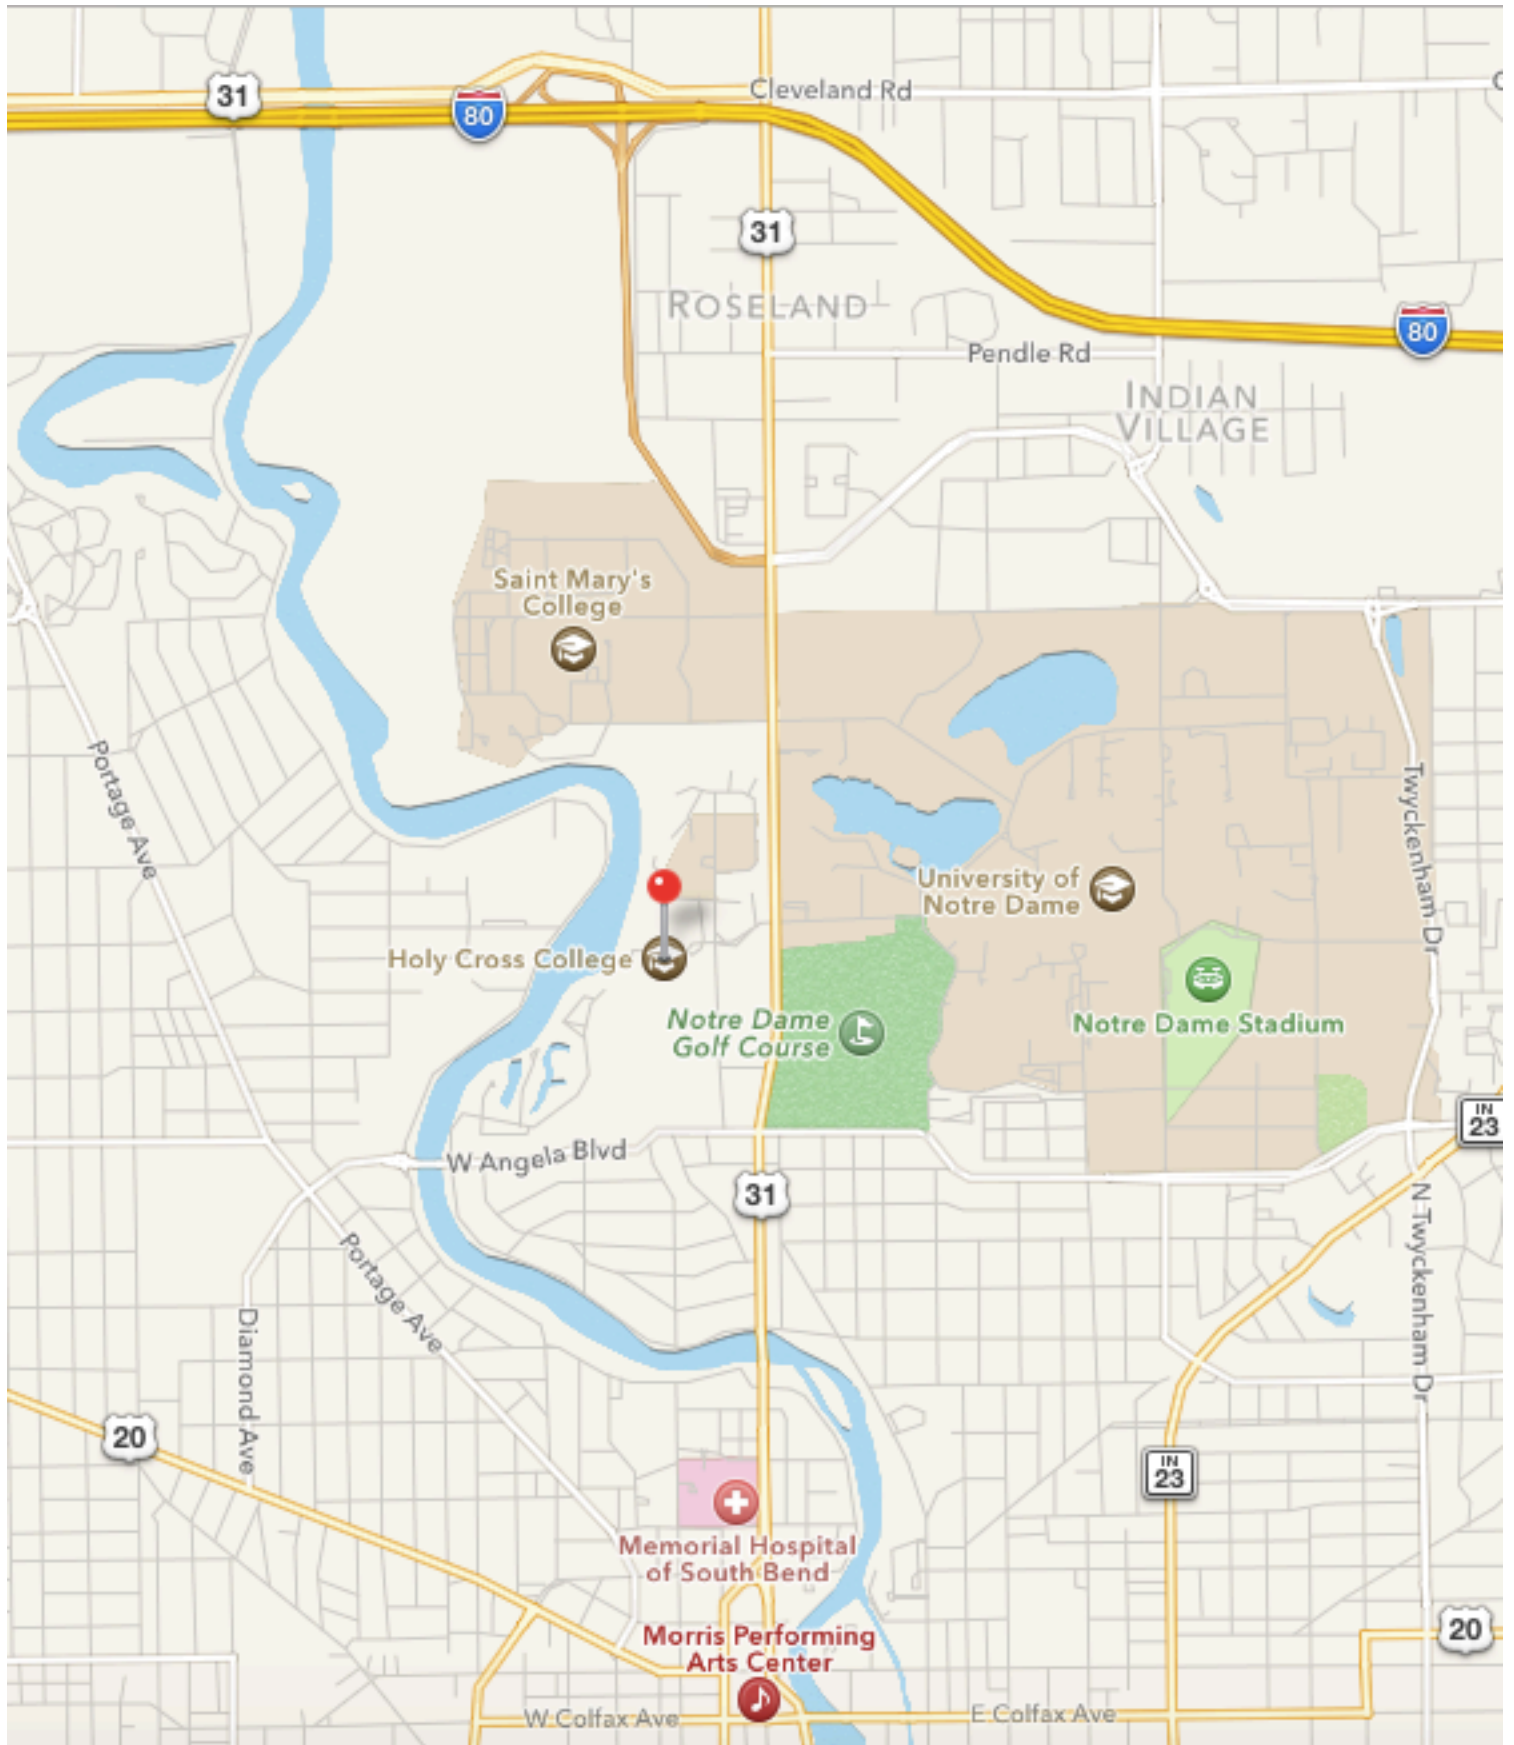 Cleveland Rd
C
31
80
31
ROSELAND
80
Pendle Rd
INDIAN
VILLAGE
Saint Mary's
College
Portage Ave
Twyckenham Dr
University of
Notre Dame
Holy Cross College
Notre Dame
Golf Course
Notre Dame Stadium
IN
23
W Angela Blvd
31
N Twyckenham Dr
Portage Ave
Diamond Ave
20
IN
23
Memorial Hospital
of South Bend
20
Morris Performing
Arts Center
W Colfax Ave
E Colfax Ave